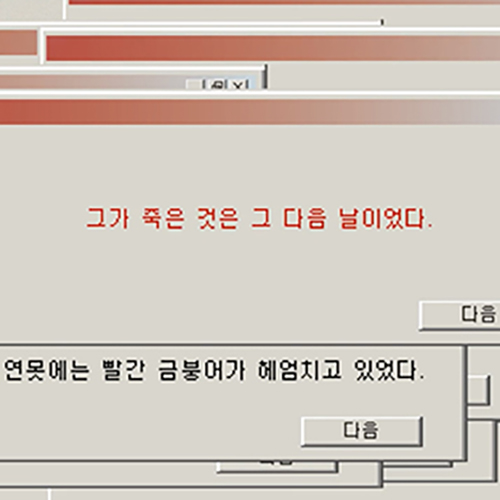 그가 죽은 것은 그 다음 날이었다.
다음
연못에는 빨간 금붕어가 헤엄치고 있었다.
다음